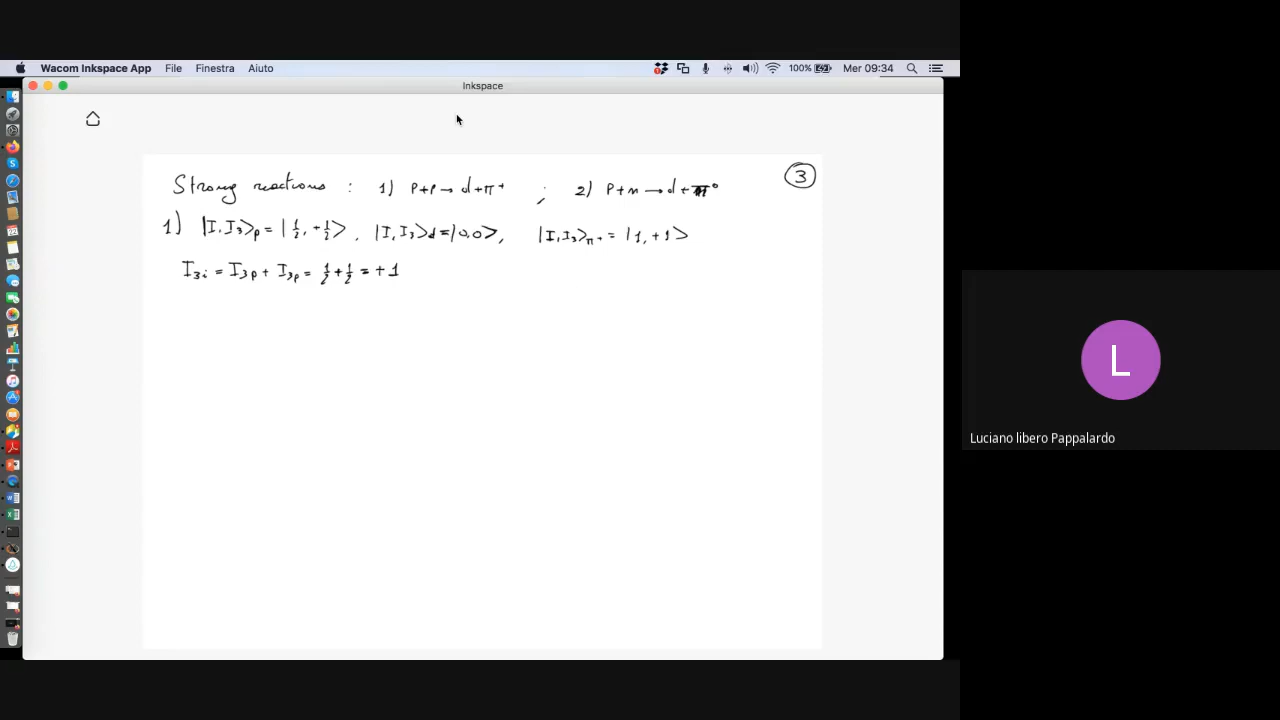 Wacom Inkspace App File Finestra Aiuto 100% Mer 09:34
Inkspace
Strong reactions : 1) p+p → d+π⁺ ; 2) p+n → d+π⁰ ③
1) |I,I₃>p = |½, +½> , |I,I₃>d = |0,0>, |I,I₃>π⁺ = |1,+1>
I₃i = I₃p + I₃p = ½+½ = +1
L
Luciano libero Pappalardo